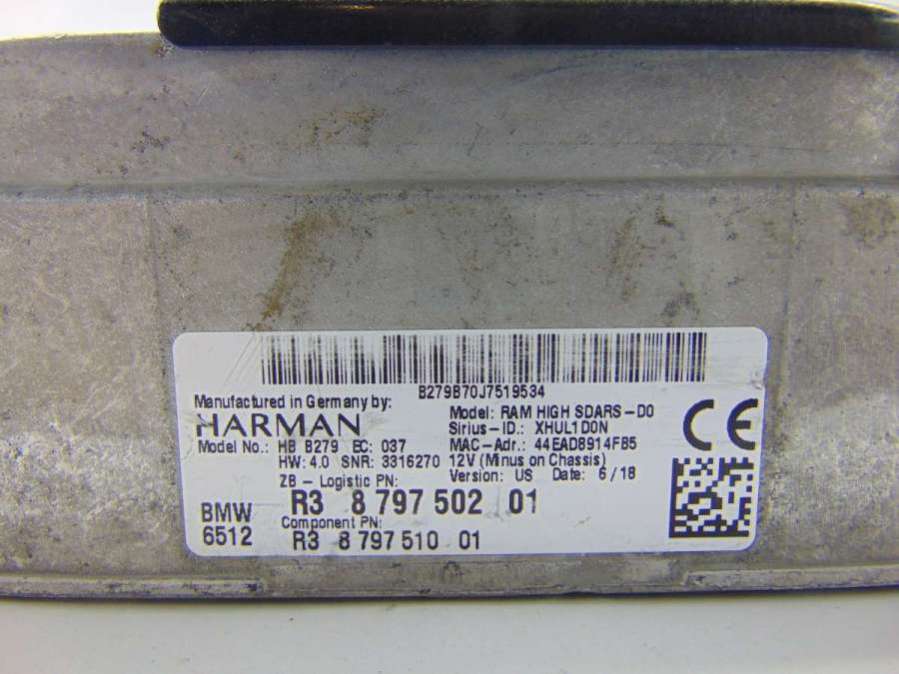 B279B70J7519534
Manufactured in Germany by:
HARMAN
Model: RAM HIGH SDARS-D0
Sirius-ID.: XHUL1D0N
Model No.: HB B279 EC: 037 MAC-Adr.: 44EAD8914FB5
HW: 4.0 SNR: 3316270 12V (Minus on Chassis)
ZB - Logistic PN: Version: US Date: 6/18
R3 8 797 502 01
BMW
6512
Component PN:
R3 8 797 510 01
CE